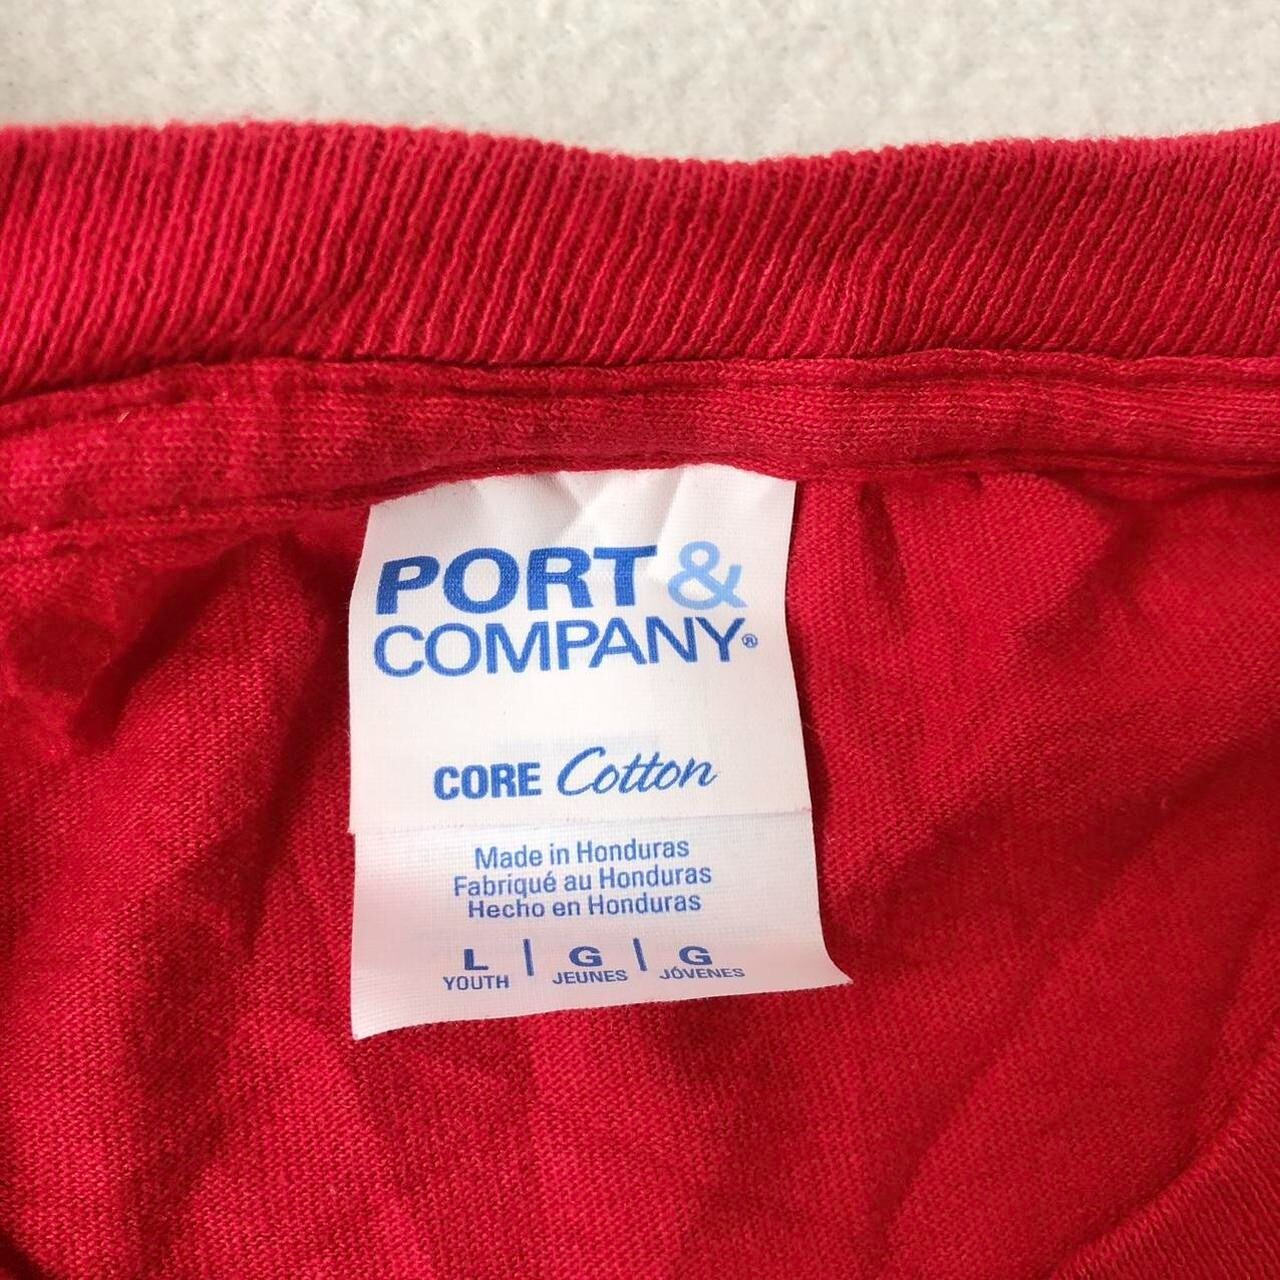 PORT &
COMPANY®
CORE Cotton
Made in Honduras
Fabriqué au Honduras
Hecho en Honduras
L | G | G
YOUTH JEUNES JÓVENES